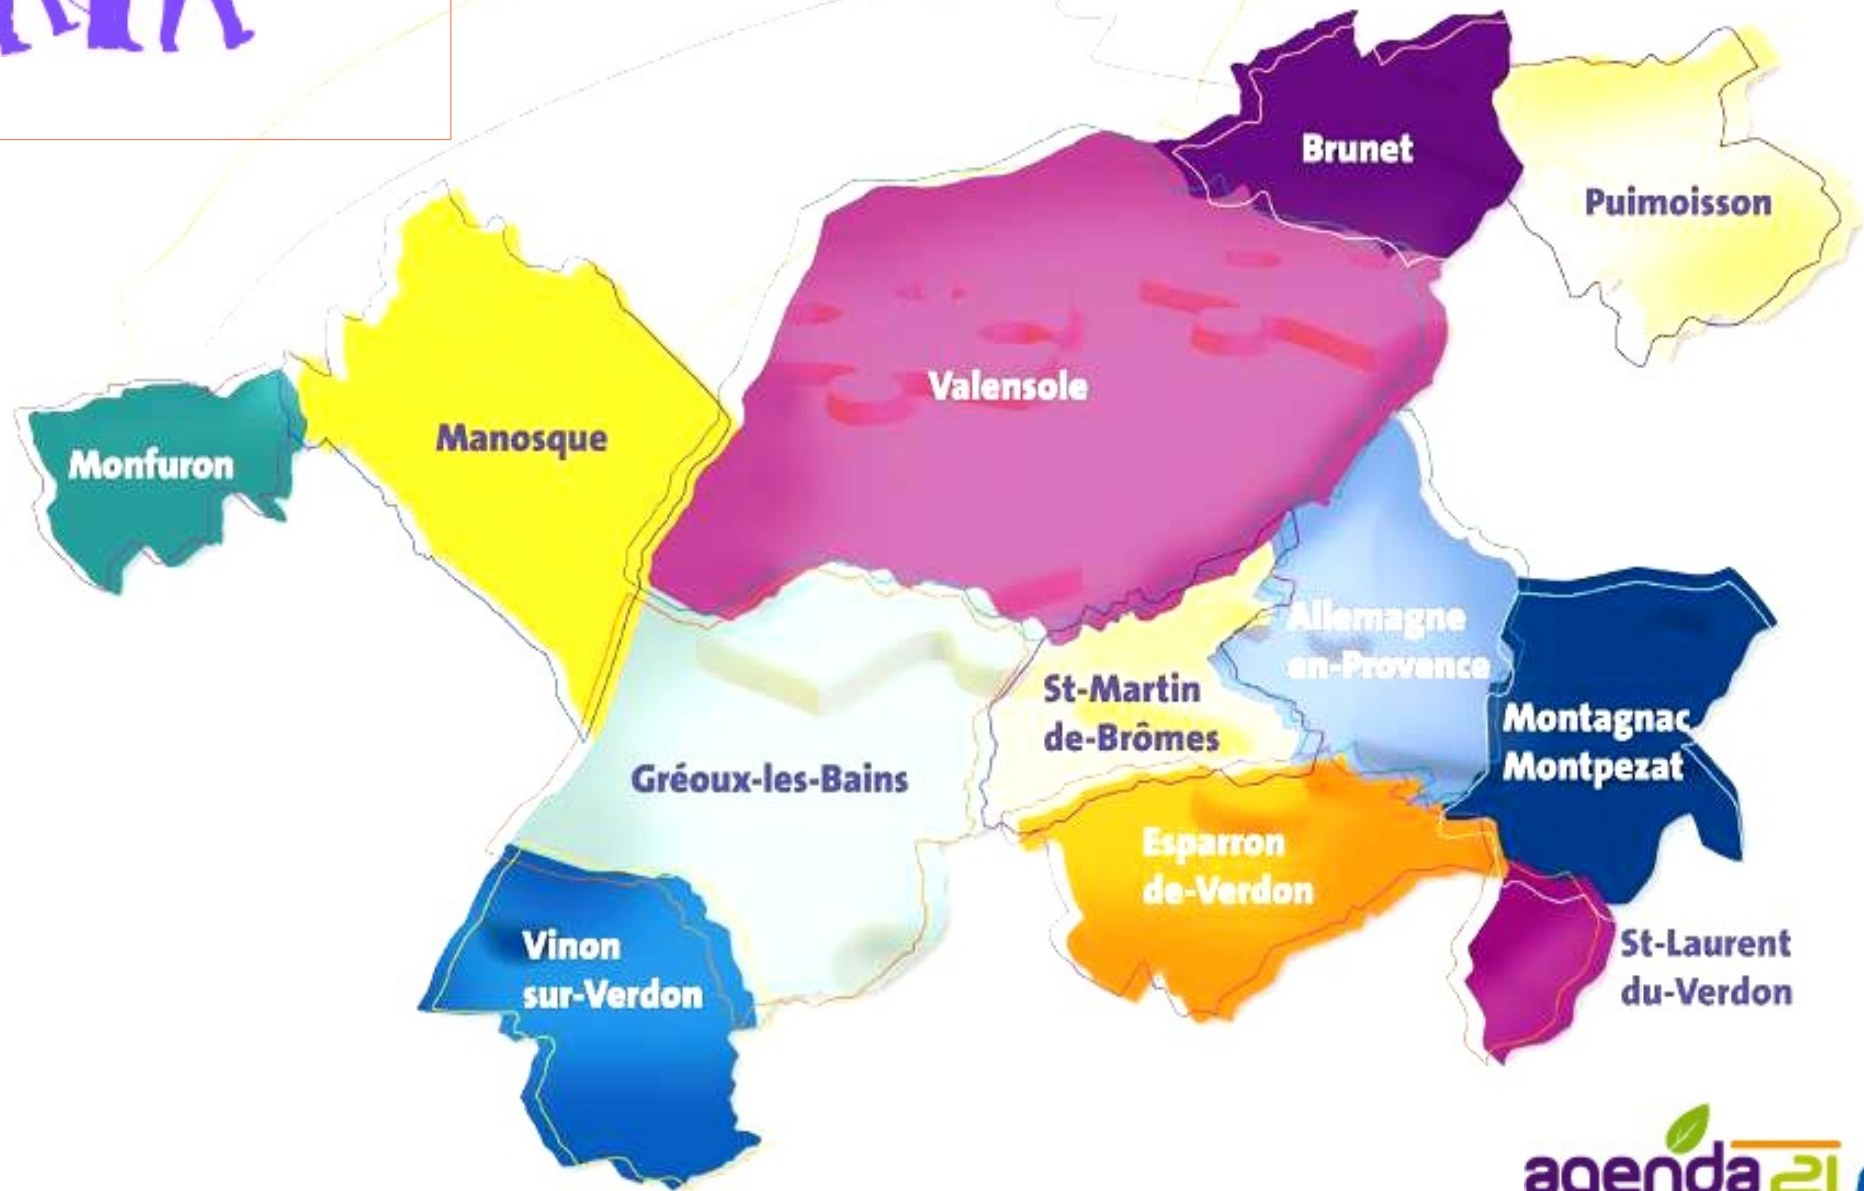 Brunet
Puimoisson
Valensole
Manosque
Monfuron
Allemagne
en-Provence
St-Martin
de-Brômes
Montagnac
Montpezat
Gréoux-les-Bains
Esparron
de-Verdon
Vinon
sur-Verdon
St-Laurent
du-Verdon
agenda 21